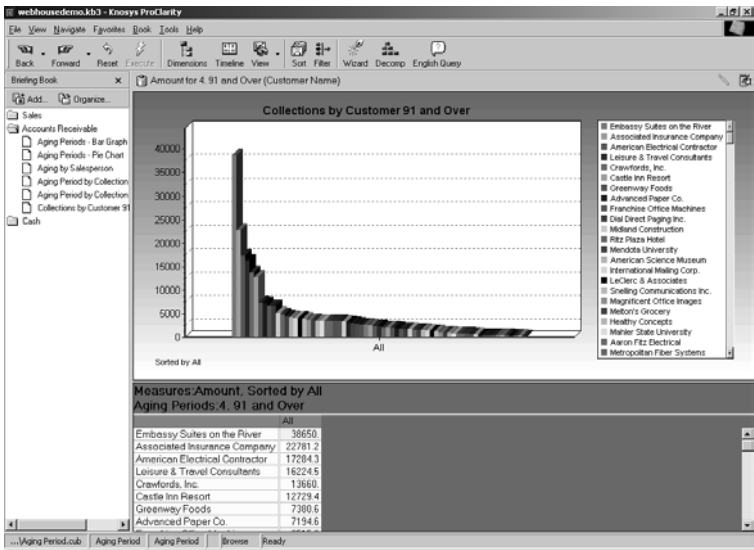 webhousedemo.kb3 - Knosys ProClarity
File View Navigate Favorites Book Tools Help
Back Forward Reset Execute Dimensions Timeline View Sort Filter Wizard Decomp English Query
Briefing Book x
Amount for 4. 91 and Over (Customer Name)
Add... Organize...
Sales
Accounts Receivable
Aging Periods - Bar Graph
Aging Periods - Pie Chart
Aging by Salesperson
Aging Period by Collection
Aging Period by Collection
Collections by Customer 91
Cash
Collections by Customer 91 and Over
40000
35000
30000
25000
20000
15000
10000
5000
0
All
Sorted by All
Embassy Suites on the River
Associated Insurance Company
American Electrical Contractor
Leisure & Travel Consultants
Crawfords, Inc.
Castle Inn Resort
Greenway Foods
Advanced Paper Co.
Franchise Office Machines
Dial Direct Paging Inc.
Midland Construction
Ritz Plaza Hotel
Mendota University
American Science Museum
International Mailing Corp.
LeClerc & Associates
Snelling Communications Inc.
Magnificent Office Images
Melton's Grocery
Healthy Concepts
Mahler State University
Aaron Fitz Electrical
Metropolitan Fiber Systems
Measures:Amount, Sorted by All
Aging Periods:4, 91 and Over
All
Embassy Suites on the River 38650.
Associated Insurance Company 22781.2
American Electrical Contractor 17284.3
Leisure & Travel Consultants 16224.5
Crawfords, Inc. 13660.
Castle Inn Resort 12729.4
Greenway Foods 7380.6
Advanced Paper Co. 7194.6
...\Aging Period.cub Aging Period Aging Period Browse Ready